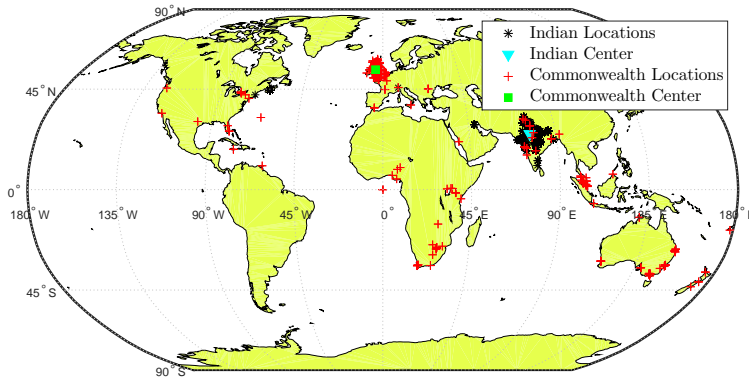 90° N
Indian Locations
Indian Center
Commonwealth Locations
Commonwealth Center
45° N
0°
180° W
135° W
90° W
45° W
0
45° E
90° E
185° E
180° E
45° S
90° S